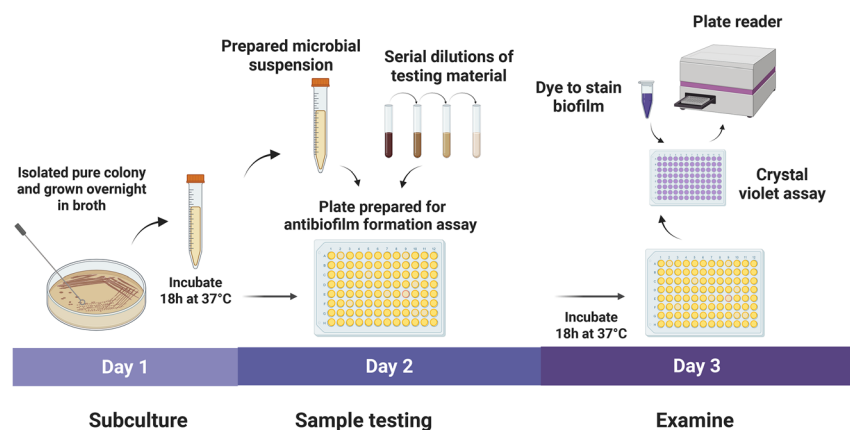 Isolated pure colony
and grown overnight
in broth
Incubate
18h at 37°C
Prepared microbial
suspension
Serial dilutions of
testing material
Plate prepared for
antibiofilm formation assay
Incubate
18h at 37°C
Dye to stain
biofilm
Plate reader
Crystal
violet assay
Day 1
Day 2
Day 3
Subculture
Sample testing
Examine